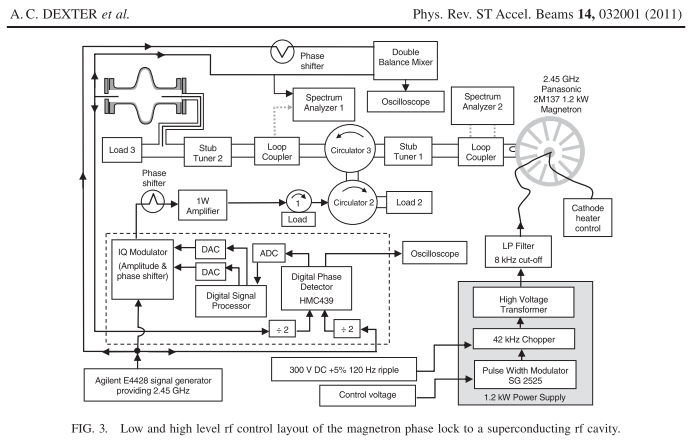 A. C. DEXTER et al.
Phys. Rev. ST Accel. Beams 14, 032001 (2011)
Phase
shifter
Double
Balance Mixer
Spectrum
Analyzer 1
Oscilloscope
Spectrum
Analyzer 2
2.45 GHz
Panasonic
2M137 1.2 kW
Magnetron
Load 3
Stub
Tuner 2
Loop
Coupler
Circulator 3
Stub
Tuner 1
Loop
Coupler
Phase
shifter
1W
Amplifier
1
Load
Circulator 2
Load 2
Cathode
heater
control
LP Filter
8 kHz cut-off
IQ Modulator
(Amplitude &
phase shifter)
DAC
DAC
ADC
Digital Signal
Processor
Digital Phase
Detector
HMC439
Oscilloscope
÷ 2
÷ 2
High Voltage
Transformer
42 kHz Chopper
Pulse Width Modulator
SG 2525
1.2 kW Power Supply
300 V DC +5% 120 Hz ripple
Control voltage
Agilent E4428 signal generator
providing 2.45 GHz
FIG. 3. Low and high level rf control layout of the magnetron phase lock to a superconducting rf cavity.